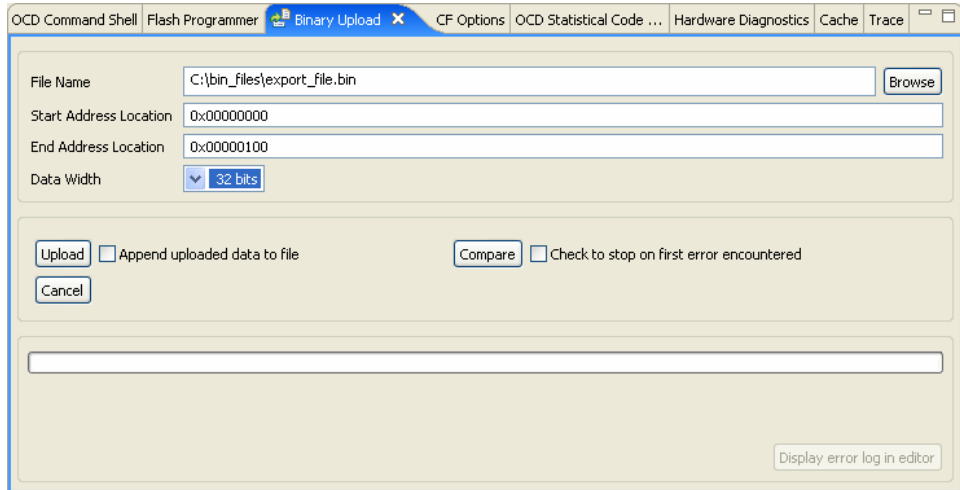 OCD Command Shell Flash Programmer Binary Upload CF Options OCD Statistical Code ... Hardware Diagnostics Cache Trace
File Name C:\bin_files\export_file.bin Browse
Start Address Location 0x00000000
End Address Location 0x00000100
Data Width 32 bits
Upload Append uploaded data to file Compare Check to stop on first error encountered
Cancel
Display error log in editor